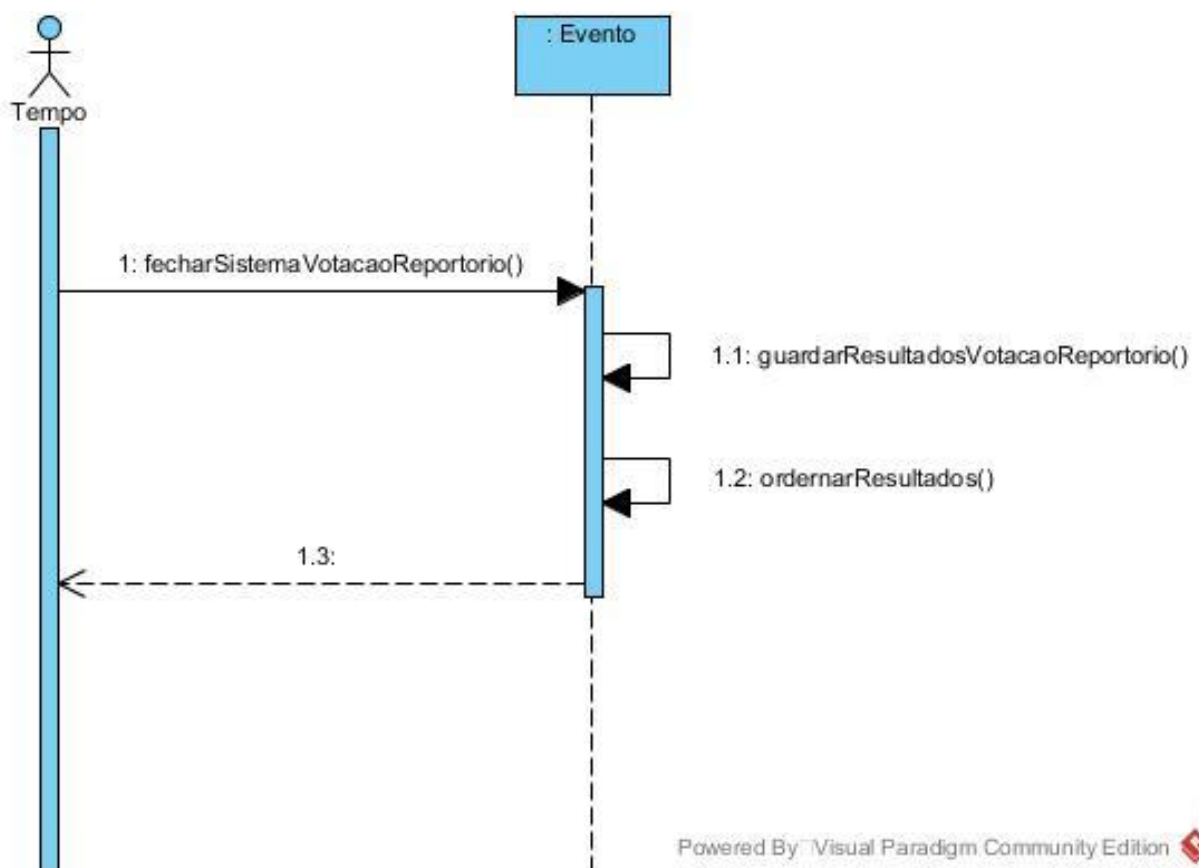 : Evento
Tempo
1: fecharSistemaVotacaoReportorio()
1.1: guardarResultadosVotacaoReportorio()
1.2: ordernarResultados()
1.3:
Powered By Visual Paradigm Community Edition